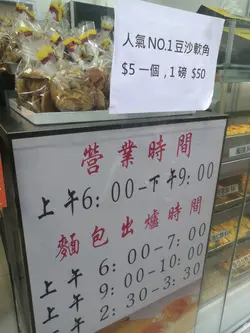 人氣NO.1豆沙軟角
$5一個，1磅 $50
營業時間
上午6：00-下午9：00
麵包出爐時間
上午 6：00-7：00
上午 9：00-10：00
下午 2：30-3：30